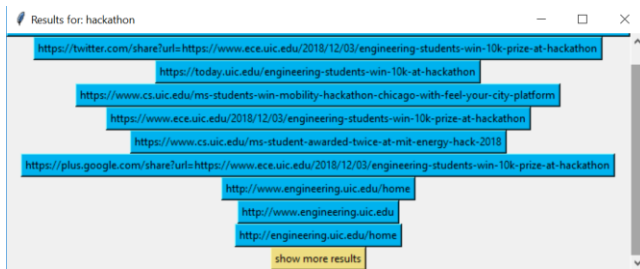 Results for: hackathon
https://twitter.com/share?url=https://www.ece.uic.edu/2018/12/03/engineering-students-win-10k-prize-at-hackathon
https://today.uic.edu/engineering-students-win-10k-at-hackathon
https://www.cs.uic.edu/ms-students-win-mobility-hackathon-chicago-with-feel-your-city-platform
https://www.ece.uic.edu/2018/12/03/engineering-students-win-10k-prize-at-hackathon
https://www.cs.uic.edu/ms-student-awarded-twice-at-mit-energy-hack-2018
https://plus.google.com/share?url=https://www.ece.uic.edu/2018/12/03/engineering-students-win-10k-prize-at-hackathon
http://www.engineering.uic.edu/home
http://www.engineering.uic.edu
http://engineering.uic.edu/home
show more results